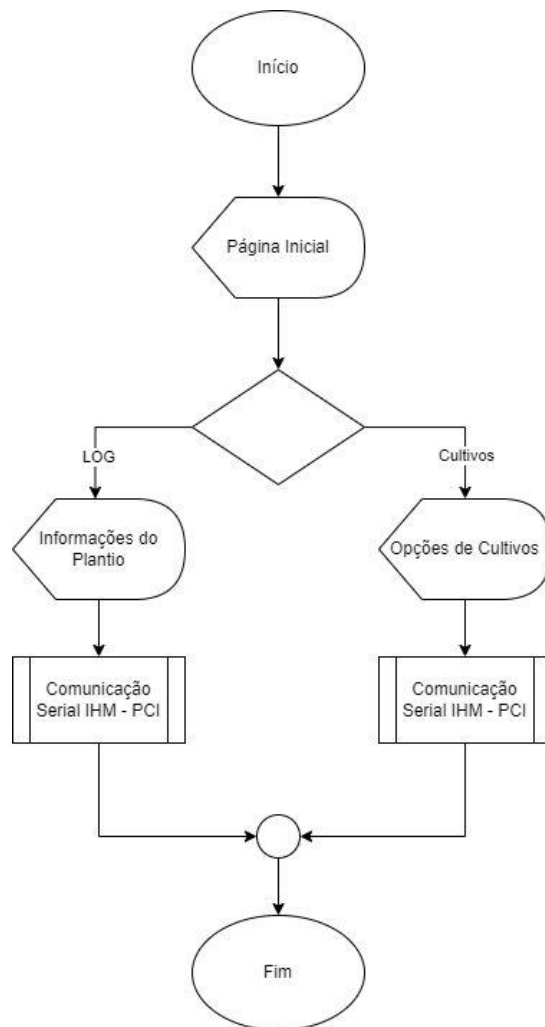 Início
Página Inicial
LOG
Cultivos
Informações do
Plantio
Opções de Cultivos
Comunicação
Serial IHM - PCI
Comunicação
Serial IHM - PCI
Fim